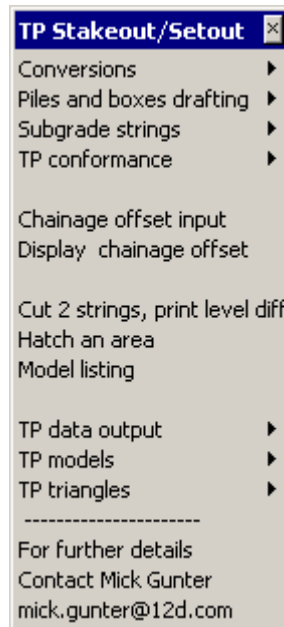 TP Stakeout/Setout
Conversions
Piles and boxes drafting
Subgrade strings
TP conformance
Chainage offset input
Display chainage offset
Cut 2 strings, print level diff
Hatch an area
Model listing
TP data output
TP models
TP triangles
----------------------
For further details
Contact Mick Gunter
mick.gunter@12d.com